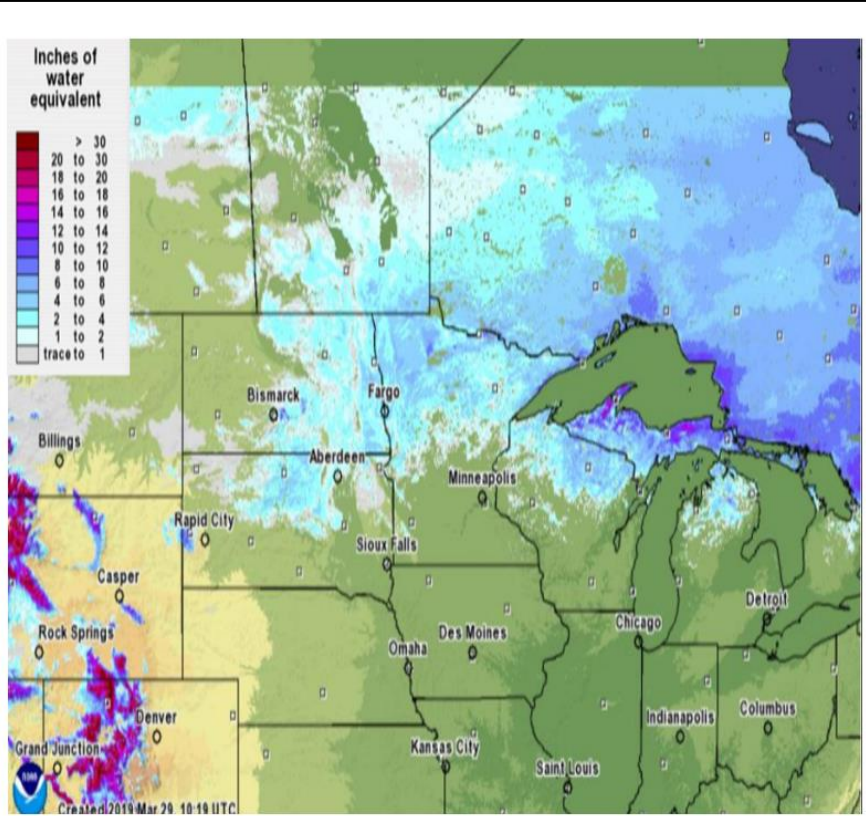 Inches of
water
equivalent
> 30
20 to 30
18 to 20
16 to 18
14 to 16
12 to 14
10 to 12
8 to 10
6 to 8
4 to 6
2 to 4
1 to 2
trace to 1
Bismarck
Fargo
Billings
Aberdeen
Minneapolis
Rapid City
Sioux Falls
Casper
Detroit
Rock Springs
Des Moines
Chicago
Omaha
Denver
Indianapolis
Columbus
Grand Junction
Kansas City
Saint Louis
Created 2019 Mar 29, 10:19 UTC